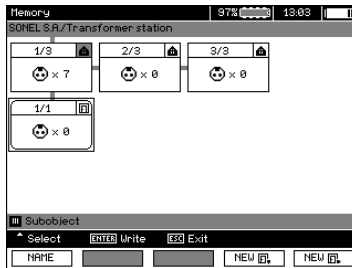 Memory 97% 13:03
SONEL S.A./Transformer station
1/3 2/3 3/3
× 7 × 0 × 0
1/1
× 0
Subobject
Select ENTER Write ESC Exit
NAME NEW NEW